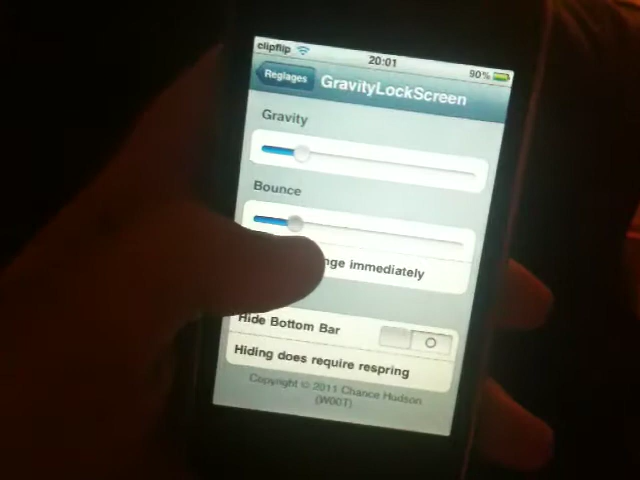 clipflip 20:01 90%
Reglages GravityLockScreen
Gravity
Bounce
immediately
Hide Bottom Bar
Hiding does require respring
Copyright © 2011 Chance Hudson
(W00T)